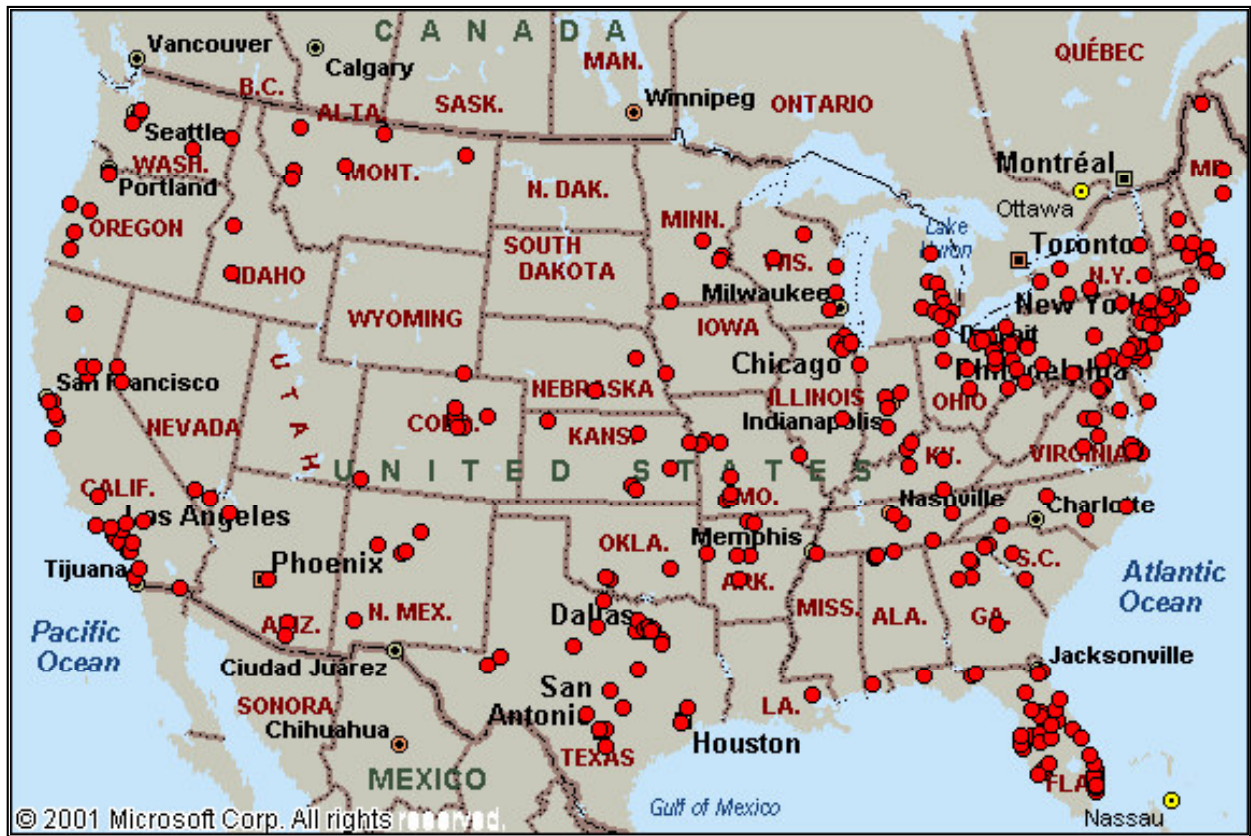 CANADA
Vancouver
Calgary
B.C.
ALTA.
SASK.
MAN.
Winnipeg
ONTARIO
QUÉBEC
Seattle
WASH.
Portland
MONT.
N. DAK.
MINN.
Montréal
Ottawa
ME.
OREGON
IDAHO
SOUTH
DAKOTA
WIS.
Lake
Huron
Toronto
N.Y.
WYOMING
Milwaukee
New York
IOWA
Detroit
San Francisco
UTAH
NEBRASKA
Chicago
Philadelphia
NEVADA
COLO.
KANS.
ILLINOIS
Indianapolis
OHIO
UNITED STATES
KY.
VIRGINIA
CALIF.
MO.
Nashville
Charlotte
Los Angeles
OKLA.
Memphis
Tijuana
Phoenix
ARK.
S.C.
Atlantic
Ocean
Pacific
Ocean
ARIZ.
N. MEX.
Dallas
MISS.
ALA.
GA.
Ciudad Juárez
Jacksonville
SONORA
San
Antonio
LA.
Chihuahua
TEXAS
Houston
MEXICO
FLA.
Gulf of Mexico
Nassau
© 2001 Microsoft Corp. All rights reserved.